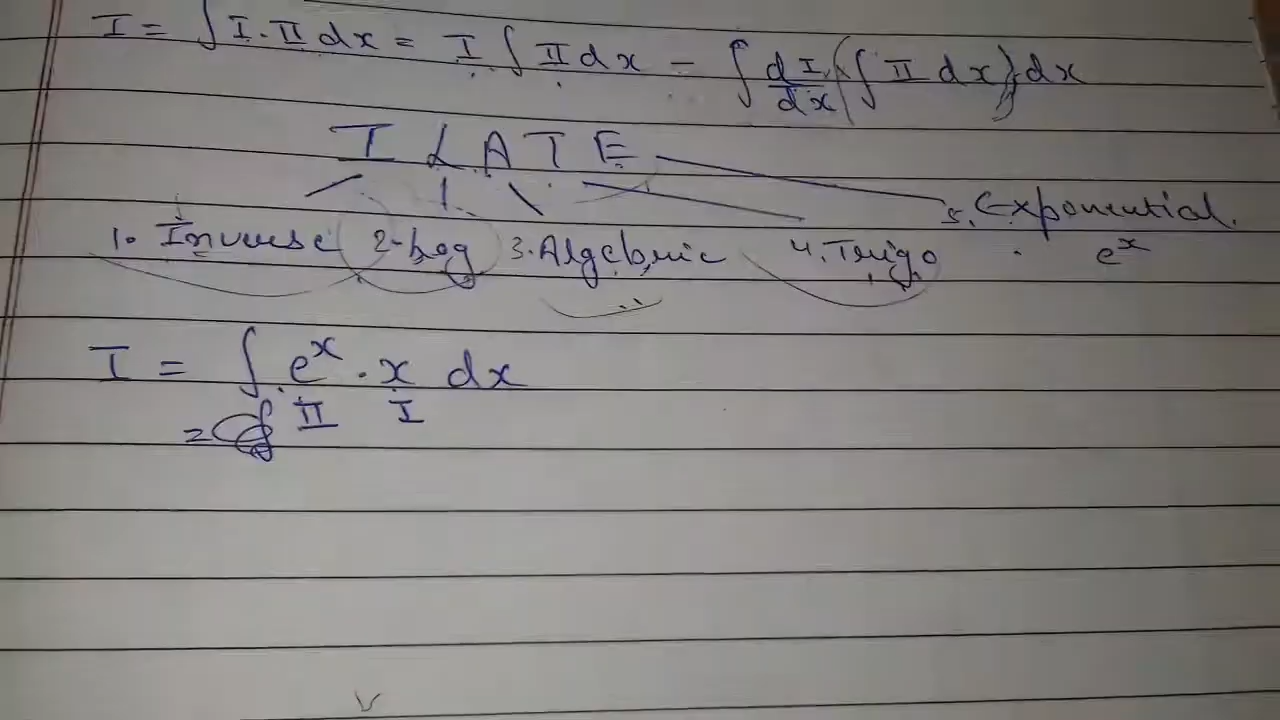 I = ∫ I · II dx = I ∫ II dx − ∫ dI/dx (∫ II dx) dx
I L A T E
1. Inverse 2. Log 3. Algebric 4. Trigo 5. Exponential.
e^x
I = ∫ e^x · x dx
II I
=